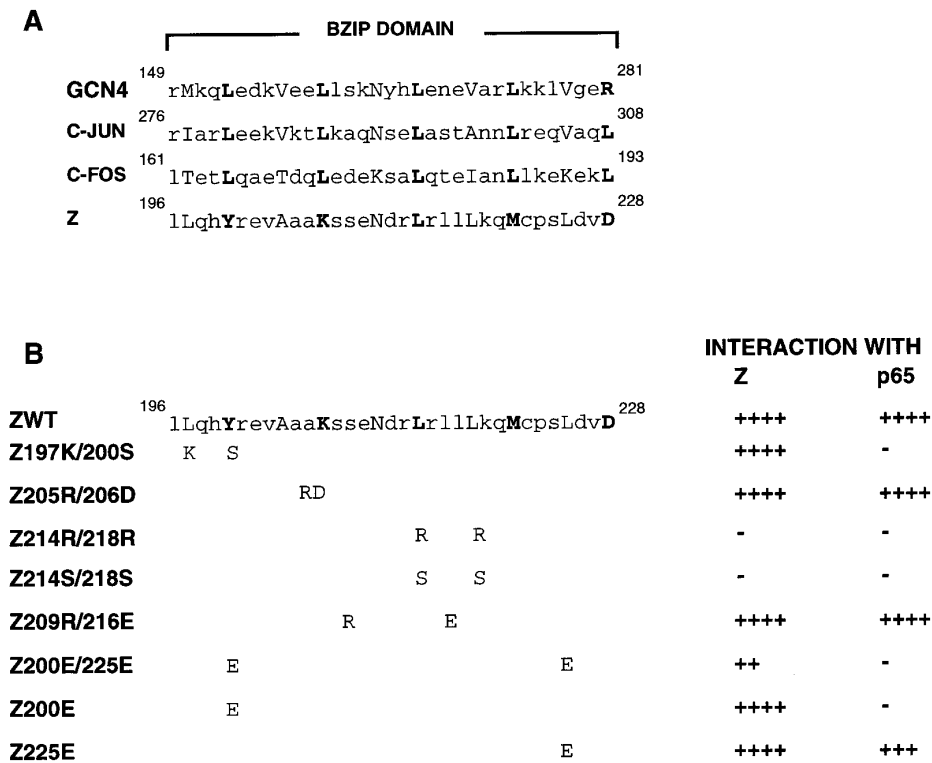 A
BZIP DOMAIN
149 281
GCN4 rMkqLedkVeeLlskNyhLeneVarLkklVgeR
276 308
C-JUN rIarLeekVktLkaqNseLastAnnLreqVaqL
161 193
C-FOS lTetLqaeTdqLedeKsaLqteIanLlkeKekL
196 228
Z lLqhYrevAaaKsseNdrLrllLkqMcpsLdvD
B
INTERACTION WITH
Z p65
ZWT 196 lLqhYrevAaaKsseNdrLrllLkqMcpsLdvD 228 ++++ ++++
Z197K/200S K S ++++ -
Z205R/206D RD ++++ ++++
Z214R/218R R R - -
Z214S/218S S S - -
Z209R/216E R E ++++ ++++
Z200E/225E E E ++ -
Z200E E ++++ -
Z225E E ++++ +++